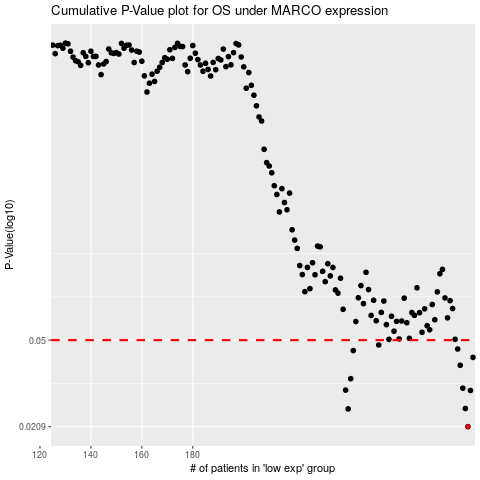 Cumulative P-Value plot for OS under MARCO expression
P-Value(log10)
0.05
0.0209
120 140 160 180
# of patients in 'low exp' group